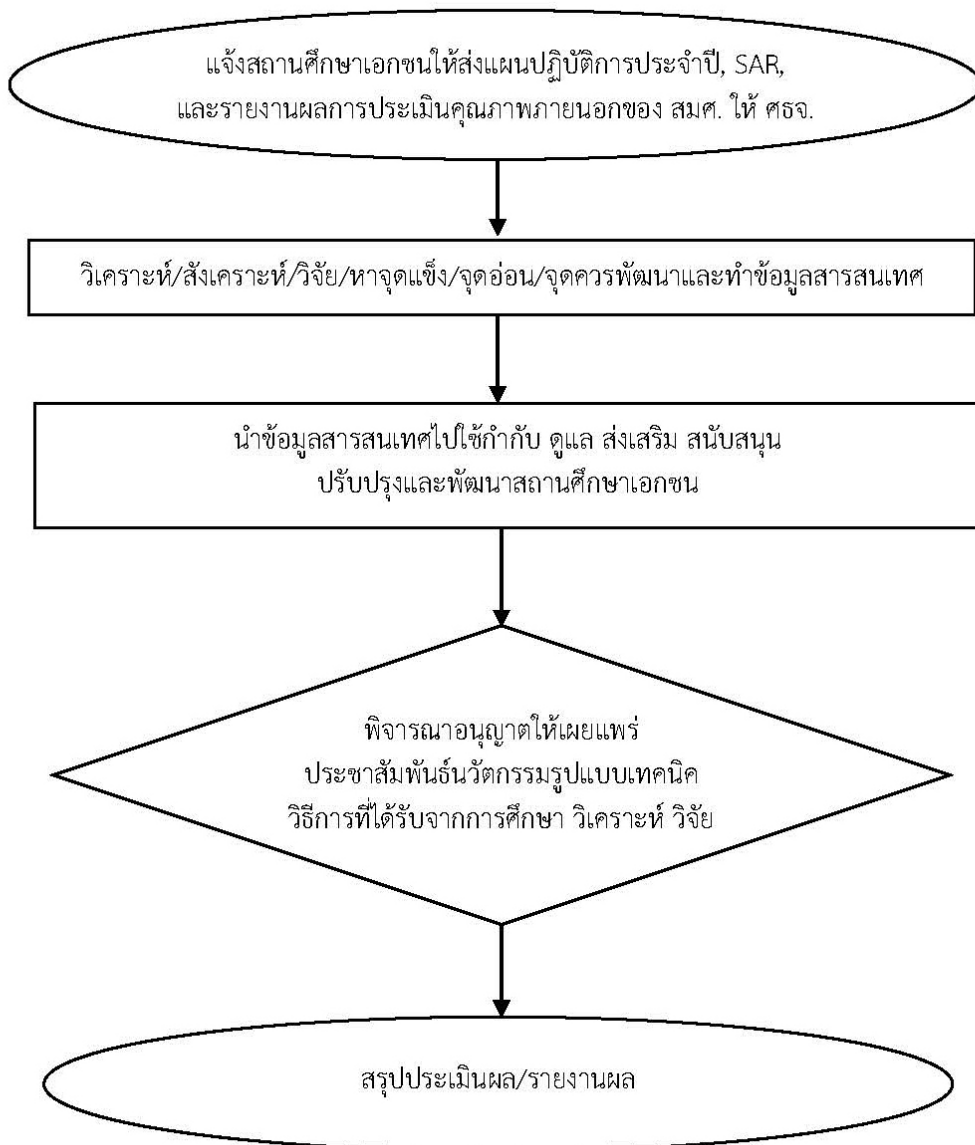 แจ้งสถานศึกษาเอกชนให้ส่งแผนปฏิบัติการประจำปี, SAR,
และรายงานผลการประเมินคุณภาพภายนอกของ สมศ. ให้ ศธจ.
วิเคราะห์/สังเคราะห์/วิจัย/หาจุดแข็ง/จุดอ่อน/จุดควรพัฒนาและทำข้อมูลสารสนเทศ
นำข้อมูลสารสนเทศไปใช้กำกับ ดูแล ส่งเสริม สนับสนุน
ปรับปรุงและพัฒนาสถานศึกษาเอกชน
พิจารณาอนุญาตให้เผยแพร่
ประชาสัมพันธ์นวัตกรรมรูปแบบเทคนิค
วิธีการที่ได้รับจากการศึกษา วิเคราะห์ วิจัย
สรุปประเมินผล/รายงานผล